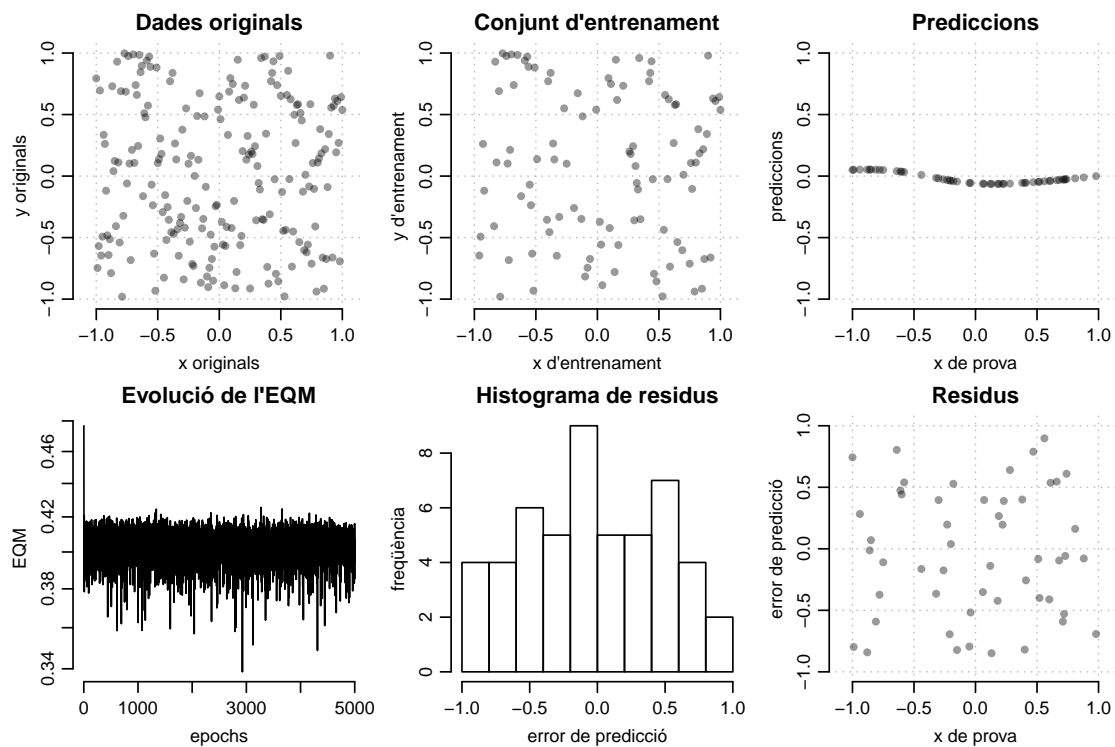 Dades originals
1.0
0.5
0.0
−0.5
−1.0
y originals
−1.0 −0.5 0.0 0.5 1.0
x originals
Conjunt d'entrenament
1.0
0.5
0.0
−0.5
−1.0
y d'entrenament
−1.0 −0.5 0.0 0.5 1.0
x d'entrenament
Prediccions
1.0
0.5
0.0
−0.5
−1.0
prediccions
−1.0 −0.5 0.0 0.5 1.0
x de prova
Evolució de l'EQM
0.46
0.42
0.38
0.34
EQM
0 1000 3000 5000
epochs
Histograma de residus
8
6
4
2
0
freqüència
−1.0 −0.5 0.0 0.5 1.0
error de predicció
Residus
1.0
0.5
0.0
−0.5
−1.0
error de predicció
−1.0 −0.5 0.0 0.5 1.0
x de prova